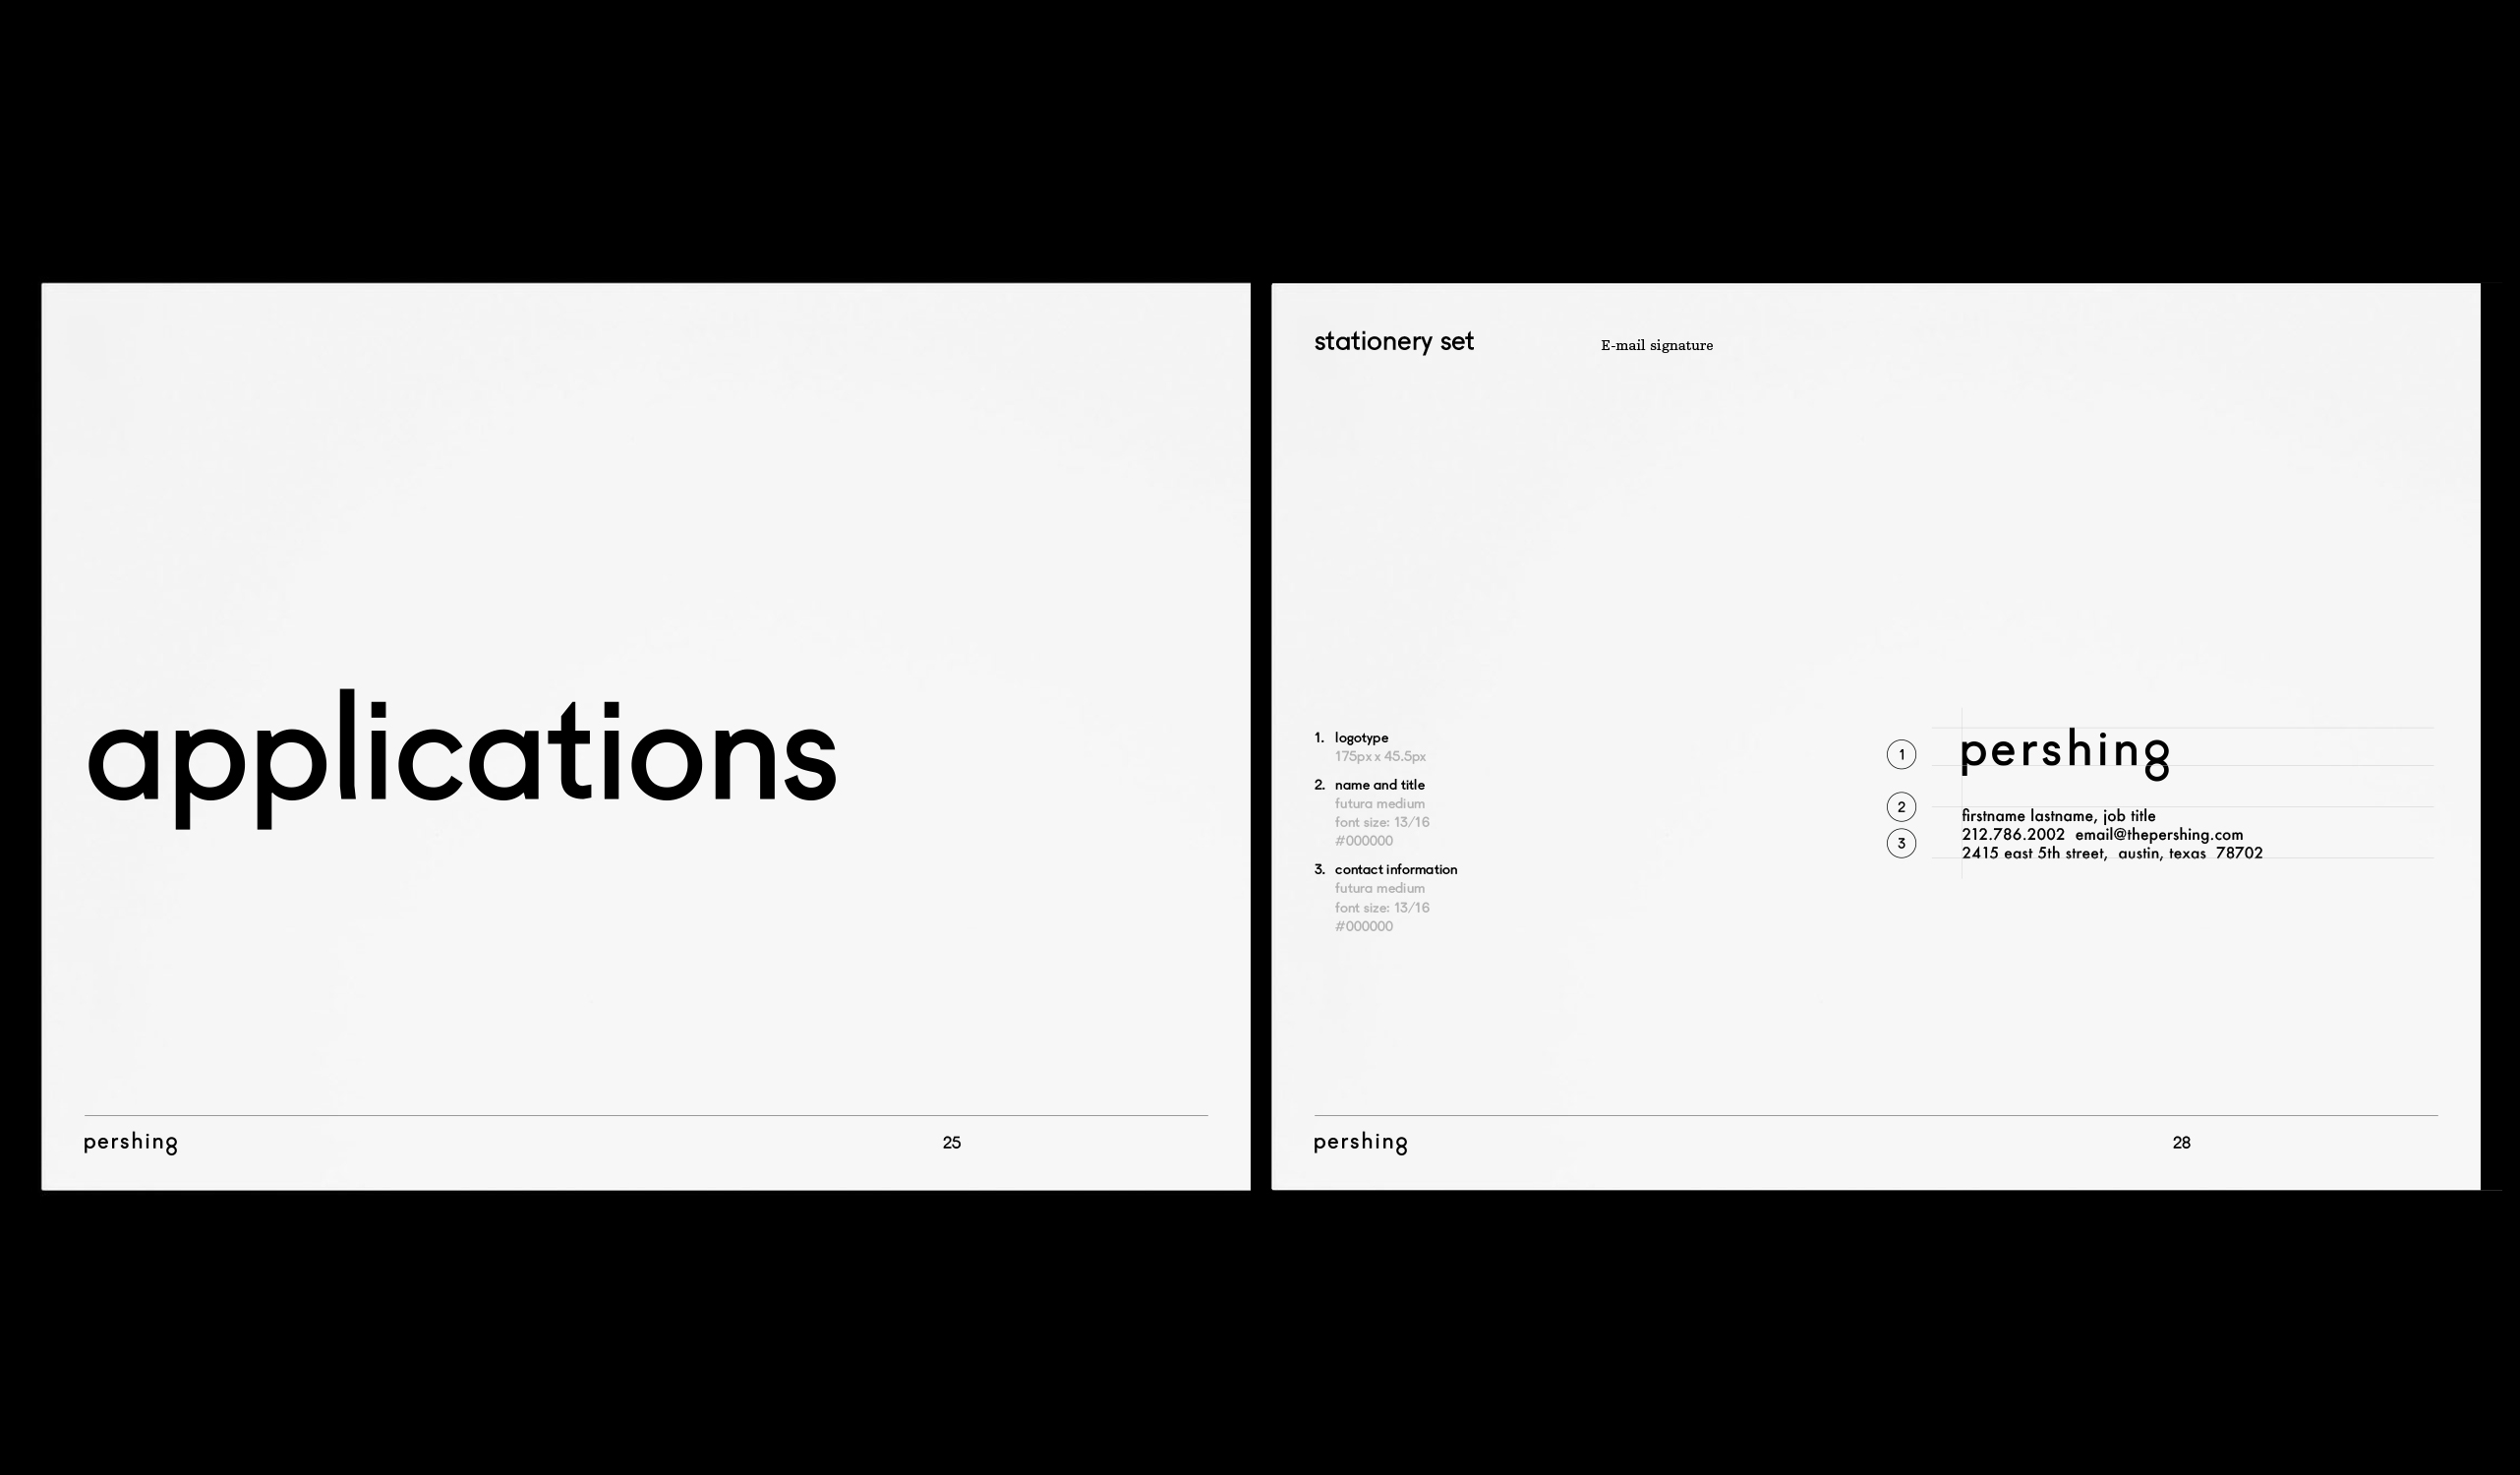 applications
pershing
25
stationery set
E-mail signature
1. logotype
175px x 45.5px
2. name and title
futura medium
font size: 13/16
#000000
3. contact information
futura medium
font size: 13/16
#000000
1
pershing
2
firstname lastname, job title
212.786.2002 email@thepershing.com
3
2415 east 5th street, austin, texas 78702
pershing
28